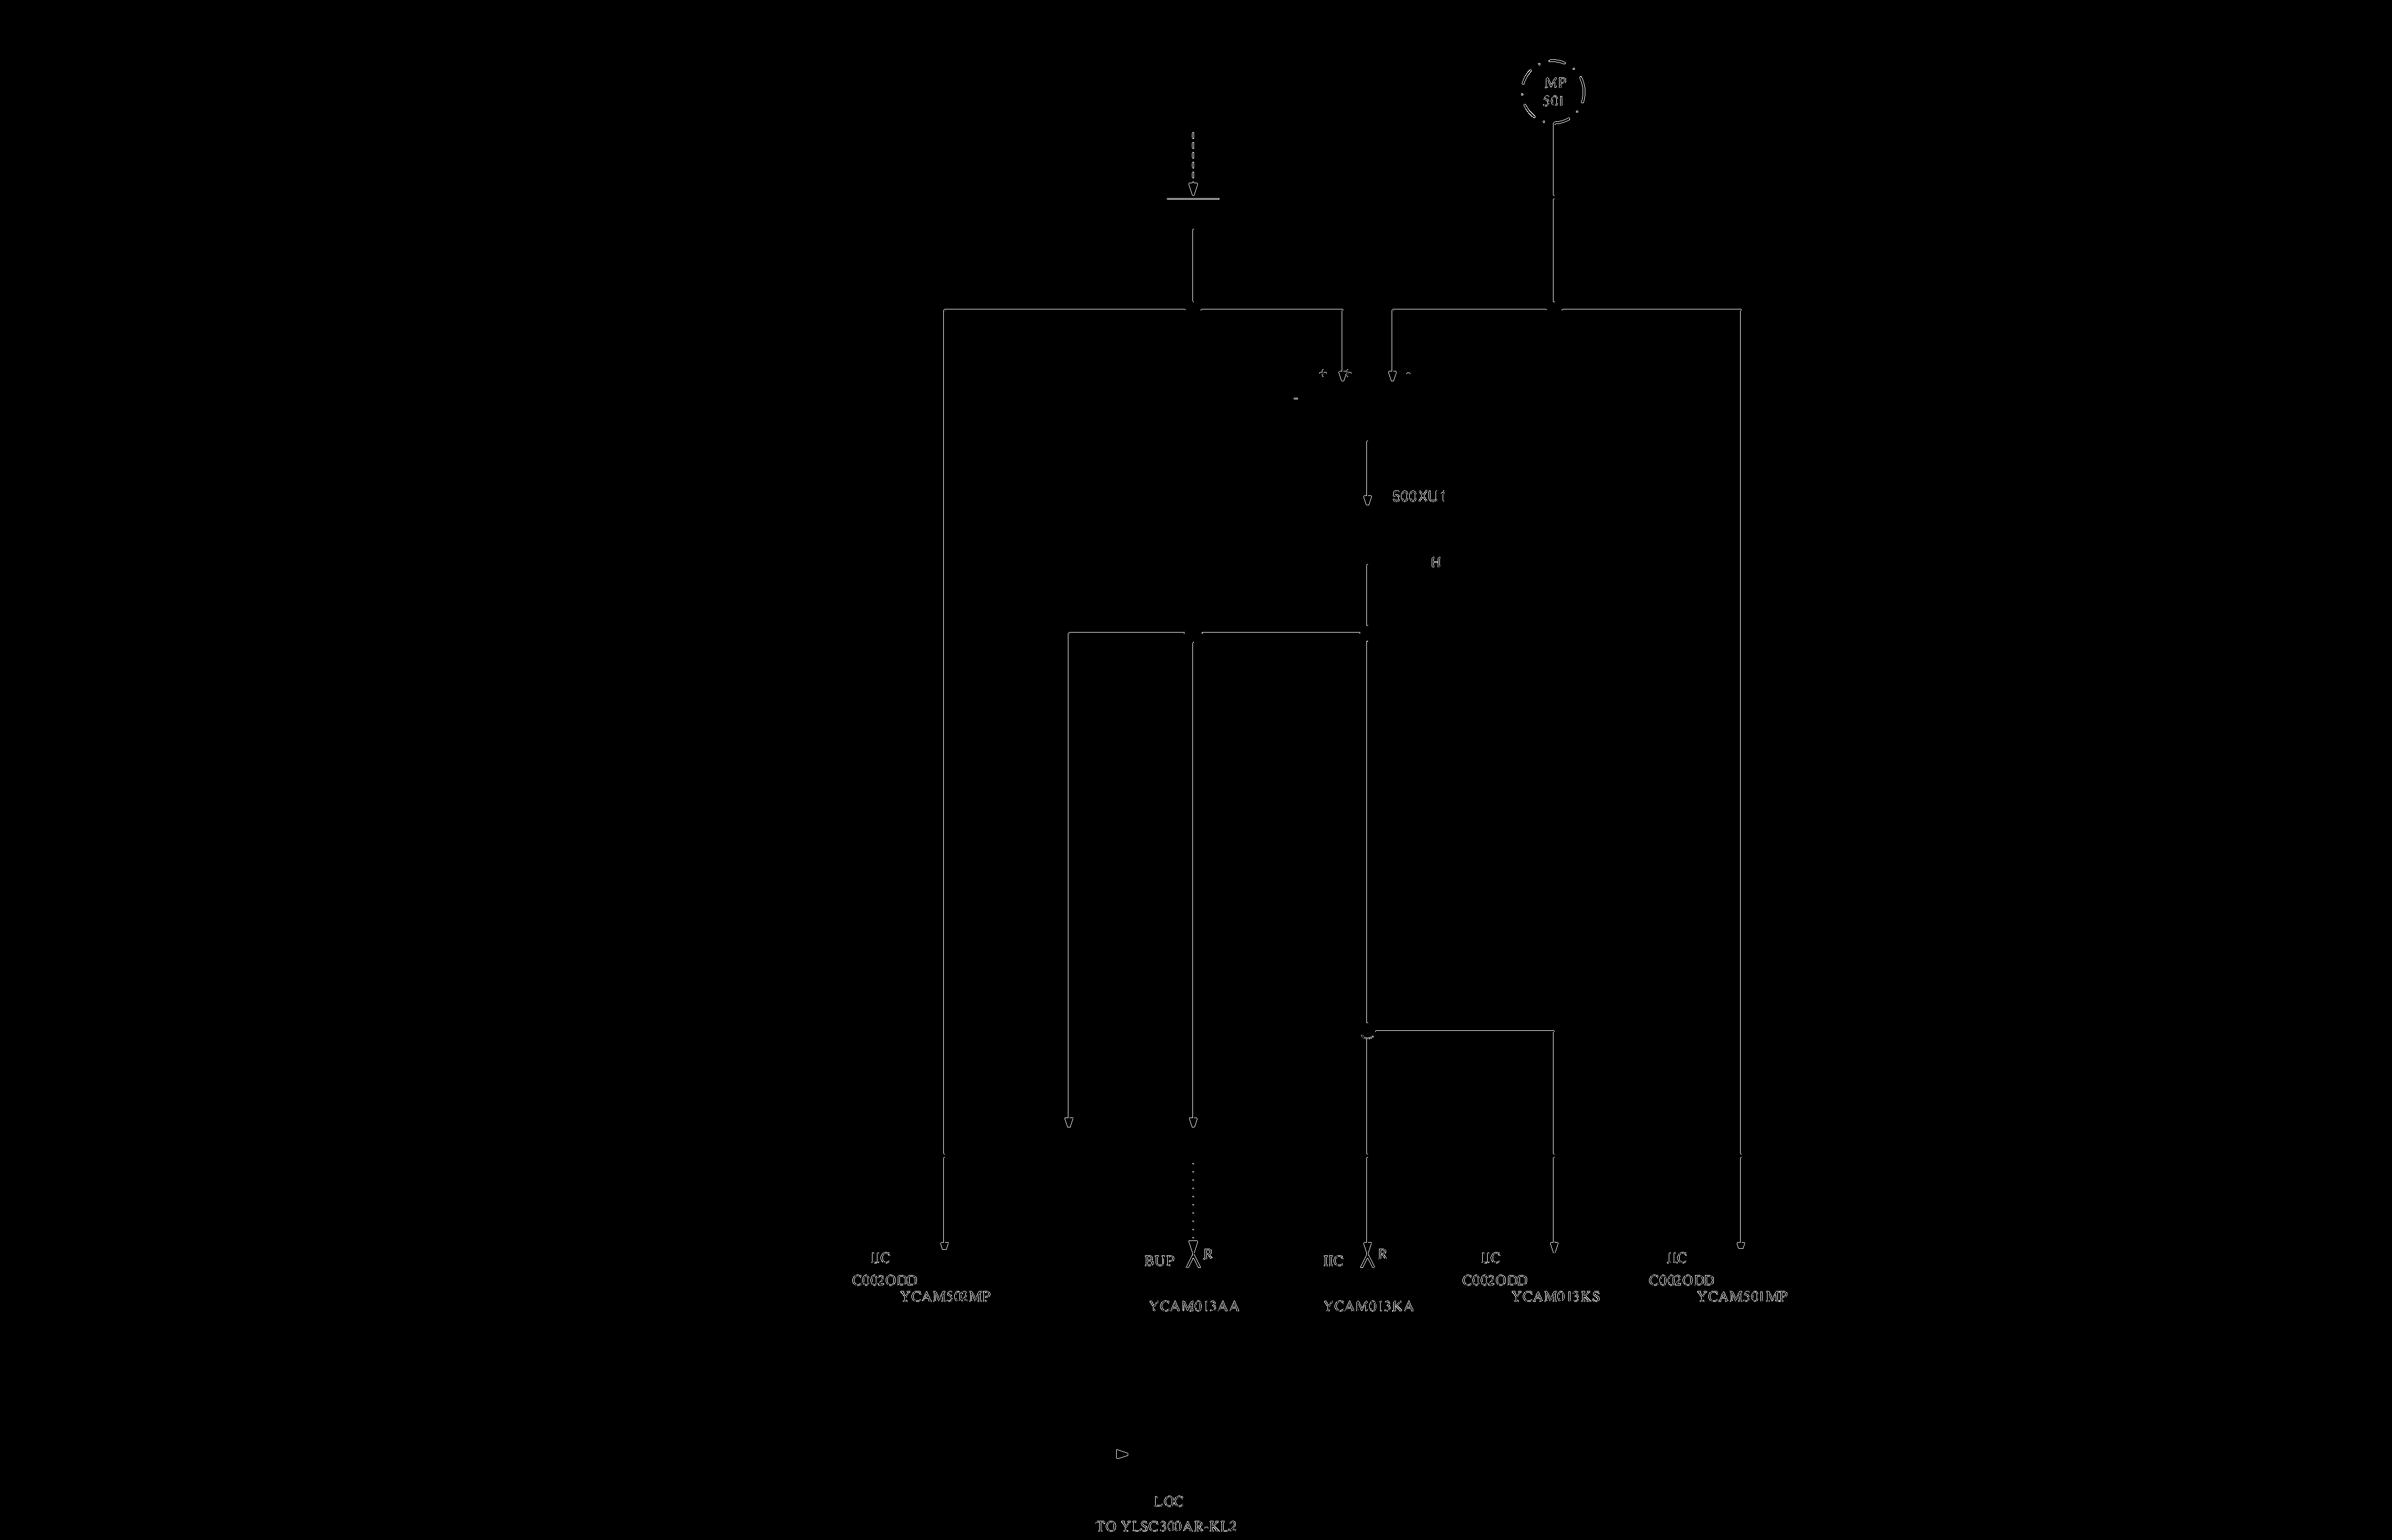 MP
501
+ +
-
500XU1
H
IIC
C002ODD
YCAM502MP
BUP R
YCAM013AA
IIC R
YCAM013KA
IIC
C002ODD
YCAM013KS
IIC
C002ODD
YCAM501MP
LOC
TO YLSC300AR-KL2